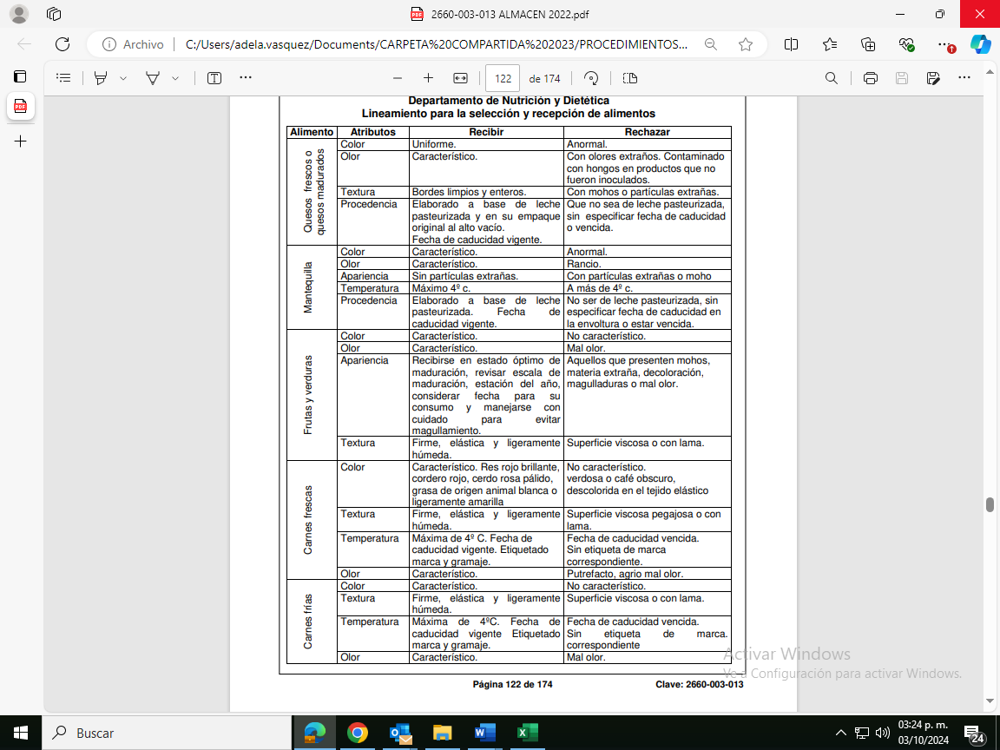 2660-003-013 ALMACEN 2022.pdf
Archivo
C:/Users/adela.vasquez/Documents/CARPETA%20COMPARTIDA%202023/PROCEDIMIENTOS...
122 de 174
Departamento de Nutrición y Dietética
Lineamiento para la selección y recepción de alimentos
Alimento Atributos Recibir Rechazar
Quesos frescos o
quesos madurados
Color Uniforme. Anormal.
Olor Característico. Con olores extraños. Contaminado
con hongos en productos que no
fueron inoculados.
Textura Bordes limpios y enteros. Con mohos o partículas extrañas.
Procedencia Elaborado a base de leche Que no sea de leche pasteurizada,
pasteurizada y en su empaque sin especificar fecha de caducidad
original al alto vacío. o vencida.
Fecha de caducidad vigente.
Mantequilla
Color Característico. Anormal.
Olor Característico. Rancio.
Apariencia Sin partículas extrañas. Con partículas extrañas o moho
Temperatura Máximo 4º c. A más de 4º c.
Procedencia Elaborado a base de leche No ser de leche pasteurizada, sin
pasteurizada. Fecha de especificar fecha de caducidad en
caducidad vigente. la envoltura o estar vencida.
Frutas y verduras
Color Característico. No característico.
Olor Característico. Mal olor.
Apariencia Recibirse en estado óptimo de Aquellos que presenten mohos,
maduración, revisar escala de materia extraña, decoloración,
maduración, estación del año, magulladuras o mal olor.
considerar fecha para su
consumo y manejarse con
cuidado para evitar
magullamiento.
Textura Firme, elástica y ligeramente Superficie viscosa o con lama.
húmeda.
Carnes frescas
Color Característico. Res rojo brillante, No característico.
cordero rojo, cerdo rosa pálido, verdosa o café obscuro,
grasa de origen animal blanca o descolorida en el tejido elástico
ligeramente amarilla
Textura Firme, elástica y ligeramente Superficie viscosa pegajosa o con
húmeda. lama.
Temperatura Máxima de 4º C. Fecha de Fecha de caducidad vencida.
caducidad vigente. Etiquetado Sin etiqueta de marca
marca y gramaje. correspondiente.
Olor Característico. Putrefacto, agrio mal olor.
Carnes frías
Color Característico. No característico.
Textura Firme, elástica y ligeramente Superficie viscosa o con lama.
húmeda.
Temperatura Máxima de 4ºC. Fecha de Fecha de caducidad vencida.
caducidad vigente Etiquetado Sin etiqueta de marca.
marca y gramaje. correspondiente
Olor Característico. Mal olor.
Activar Windows
Ve a Configuración para activar Windows.
Página 122 de 174 Clave: 2660-003-013
Buscar
03:24 p. m.
03/10/2024
24